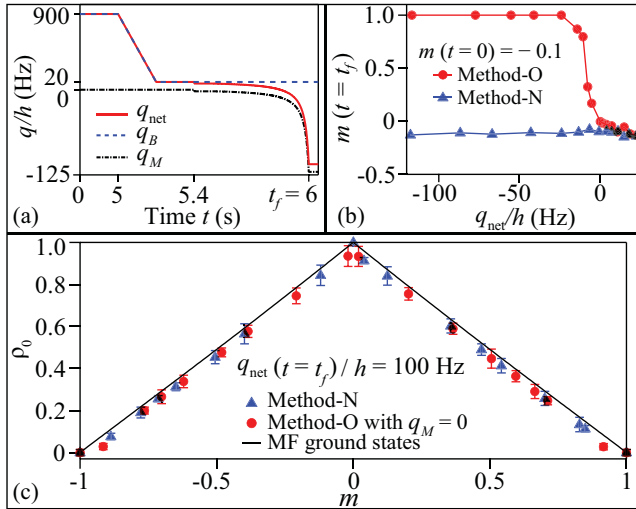 900
20
0
-125
q/h (Hz)
q_net
q_B
q_M
0
5
5.4
t_f = 6
(a)
Time t (s)
1.0
0.5
0
-0.5
m (t = t_f)
m (t = 0) = − 0.1
Method-O
Method-N
-100
-50
0
(b)
q_net/h (Hz)
1.0
0.8
0.6
0.4
0.2
0
ρ_0
q_net (t = t_f) / h = 100 Hz
Method-N
Method-O with q_M = 0
MF ground states
-1
-0.5
0
0.5
1
(c)
m